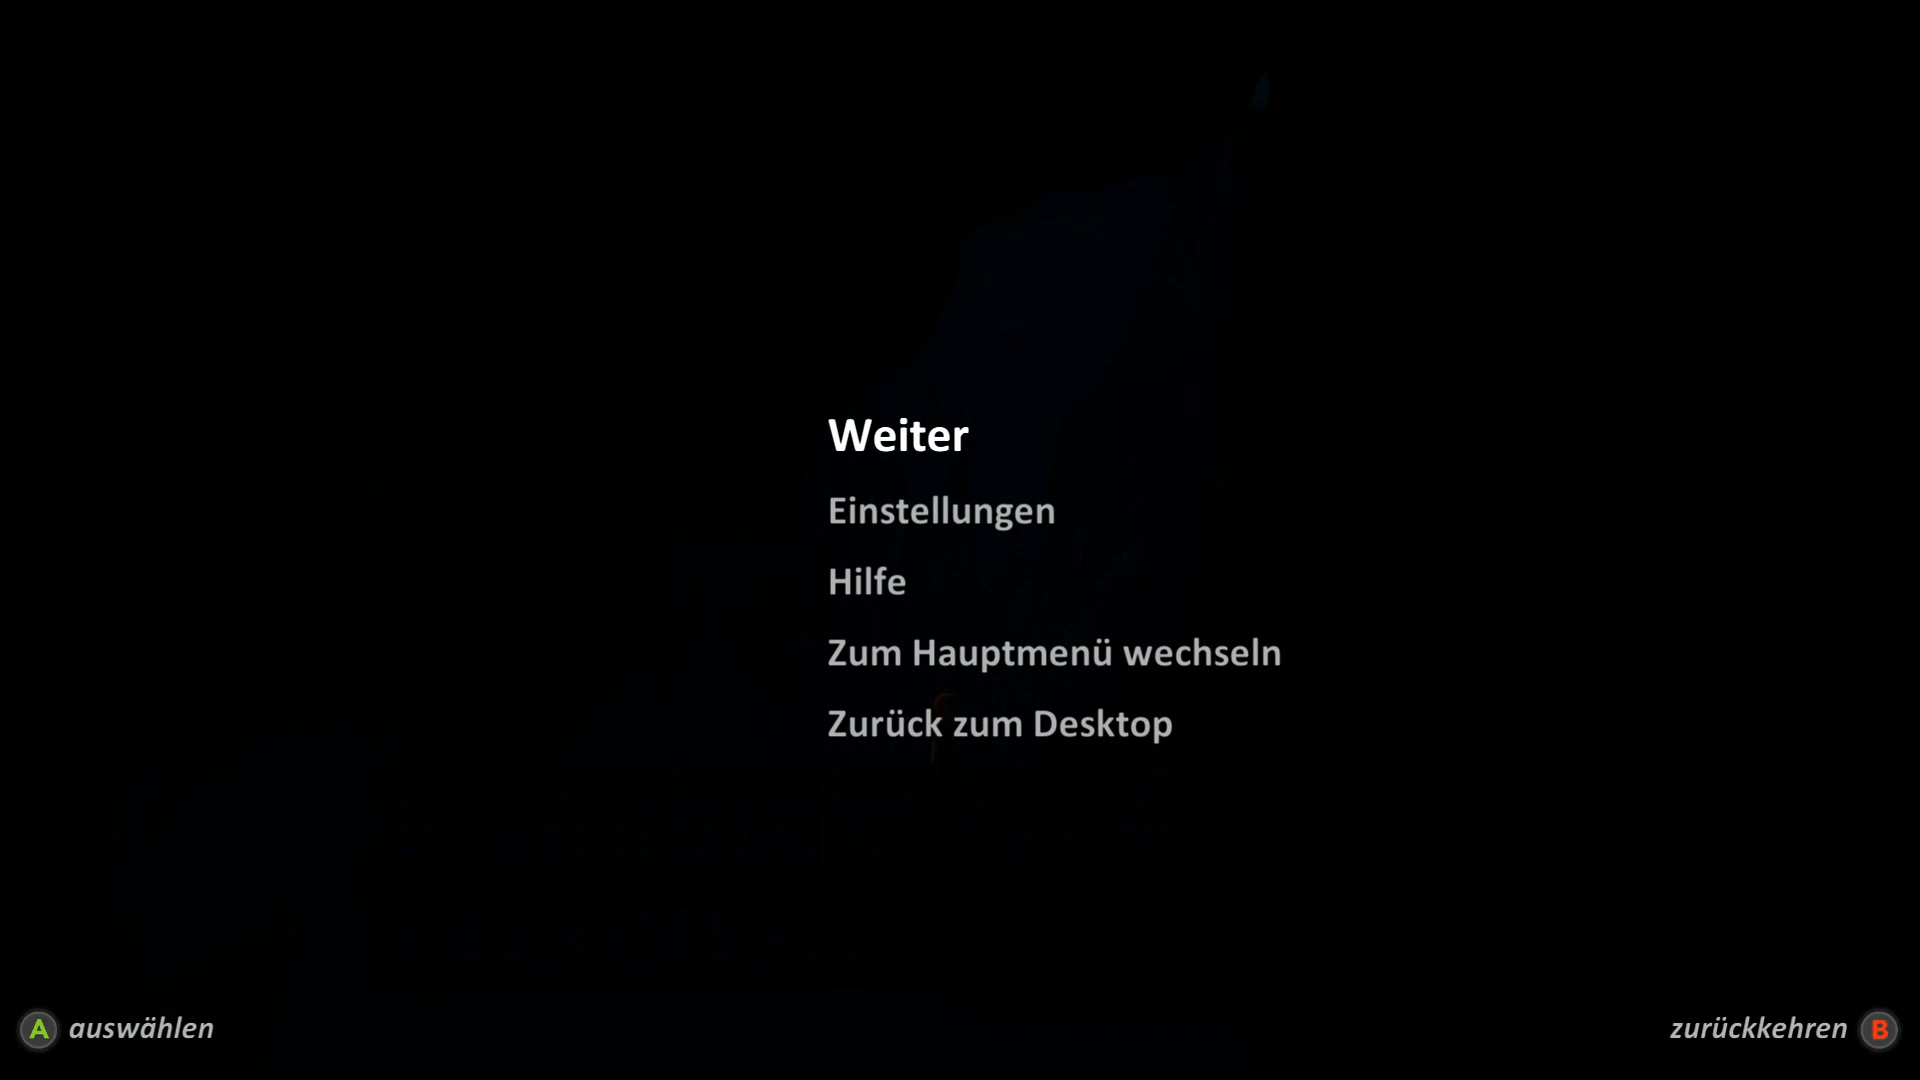 Weiter
Einstellungen
Hilfe
Zum Hauptmenü wechseln
Zurück zum Desktop
A auswählen
zurückkehren B